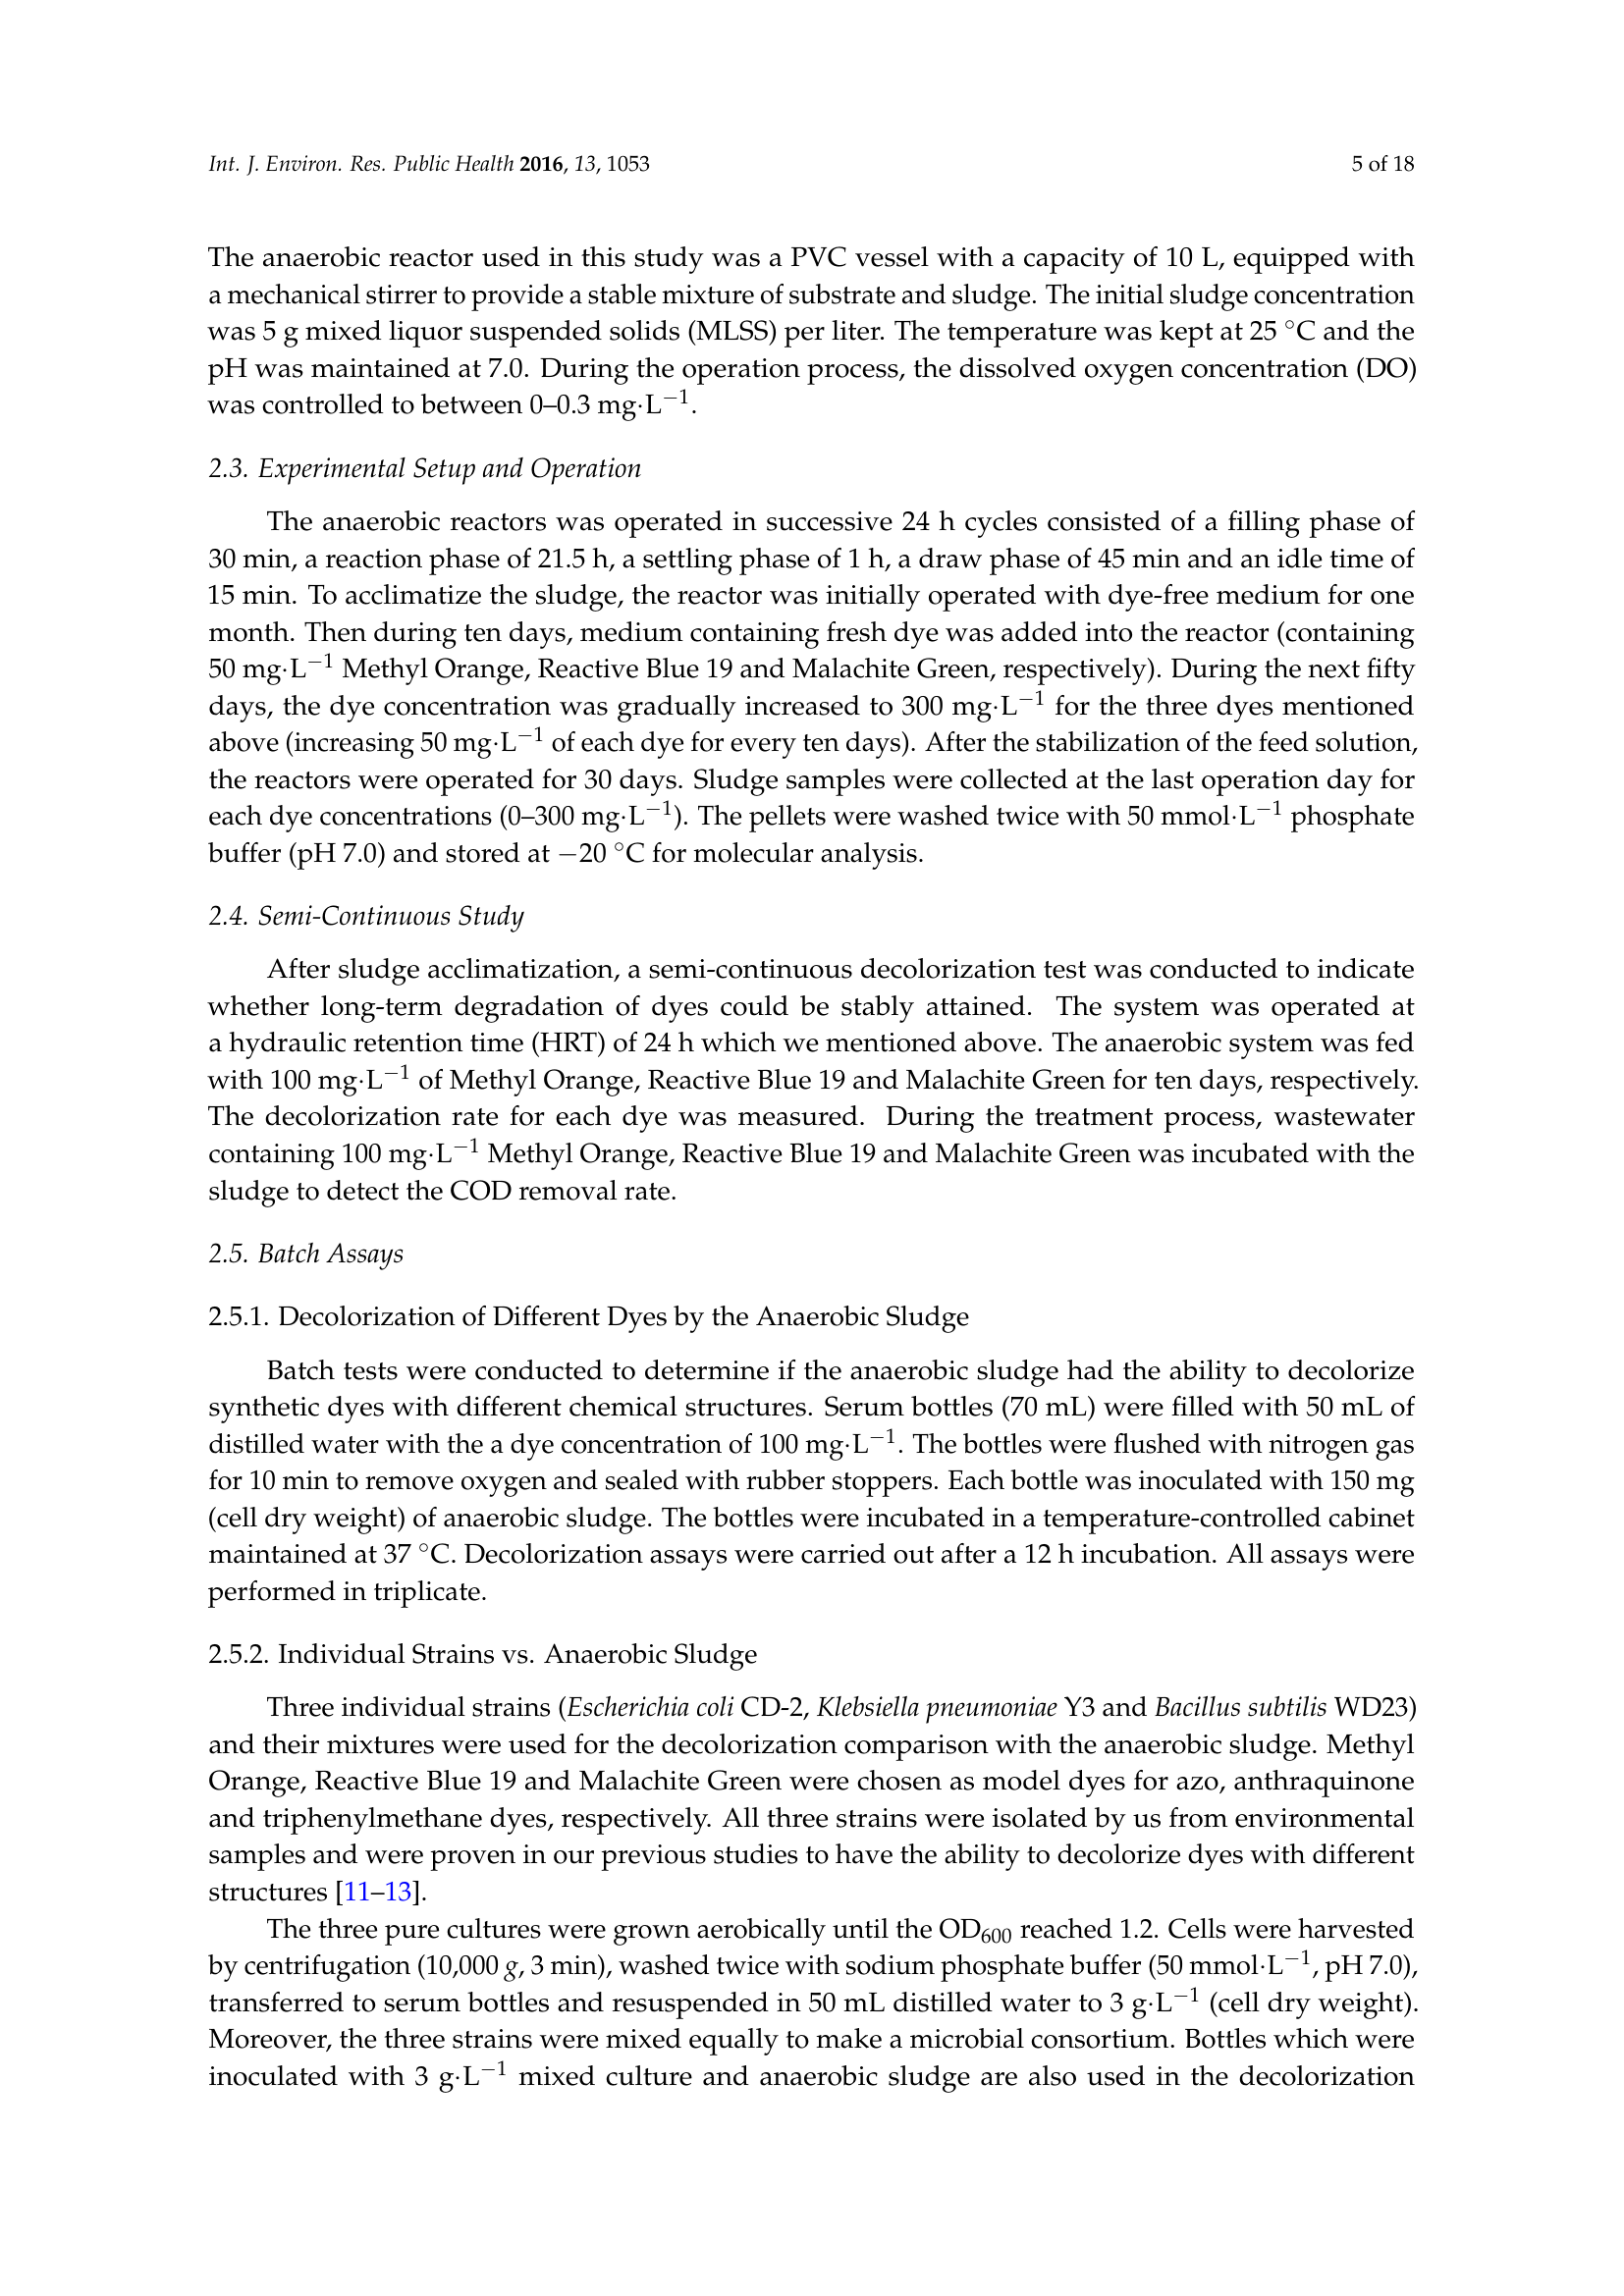 Int. J. Environ. Res. Public Health 2016, 13, 1053
5 of 18
The anaerobic reactor used in this study was a PVC vessel with a capacity of 10 L, equipped with
a mechanical stirrer to provide a stable mixture of substrate and sludge. The initial sludge concentration
was 5 g mixed liquor suspended solids (MLSS) per liter. The temperature was kept at 25 °C and the
pH was maintained at 7.0. During the operation process, the dissolved oxygen concentration (DO)
was controlled to between 0–0.3 mg·L⁻¹.
2.3. Experimental Setup and Operation
The anaerobic reactors was operated in successive 24 h cycles consisted of a filling phase of
30 min, a reaction phase of 21.5 h, a settling phase of 1 h, a draw phase of 45 min and an idle time of
15 min. To acclimatize the sludge, the reactor was initially operated with dye-free medium for one
month. Then during ten days, medium containing fresh dye was added into the reactor (containing
50 mg·L⁻¹ Methyl Orange, Reactive Blue 19 and Malachite Green, respectively). During the next fifty
days, the dye concentration was gradually increased to 300 mg·L⁻¹ for the three dyes mentioned
above (increasing 50 mg·L⁻¹ of each dye for every ten days). After the stabilization of the feed solution,
the reactors were operated for 30 days. Sludge samples were collected at the last operation day for
each dye concentrations (0–300 mg·L⁻¹). The pellets were washed twice with 50 mmol·L⁻¹ phosphate
buffer (pH 7.0) and stored at −20 °C for molecular analysis.
2.4. Semi-Continuous Study
After sludge acclimatization, a semi-continuous decolorization test was conducted to indicate
whether long-term degradation of dyes could be stably attained. The system was operated at
a hydraulic retention time (HRT) of 24 h which we mentioned above. The anaerobic system was fed
with 100 mg·L⁻¹ of Methyl Orange, Reactive Blue 19 and Malachite Green for ten days, respectively.
The decolorization rate for each dye was measured. During the treatment process, wastewater
containing 100 mg·L⁻¹ Methyl Orange, Reactive Blue 19 and Malachite Green was incubated with the
sludge to detect the COD removal rate.
2.5. Batch Assays
2.5.1. Decolorization of Different Dyes by the Anaerobic Sludge
Batch tests were conducted to determine if the anaerobic sludge had the ability to decolorize
synthetic dyes with different chemical structures. Serum bottles (70 mL) were filled with 50 mL of
distilled water with the a dye concentration of 100 mg·L⁻¹. The bottles were flushed with nitrogen gas
for 10 min to remove oxygen and sealed with rubber stoppers. Each bottle was inoculated with 150 mg
(cell dry weight) of anaerobic sludge. The bottles were incubated in a temperature-controlled cabinet
maintained at 37 °C. Decolorization assays were carried out after a 12 h incubation. All assays were
performed in triplicate.
2.5.2. Individual Strains vs. Anaerobic Sludge
Three individual strains (Escherichia coli CD-2, Klebsiella pneumoniae Y3 and Bacillus subtilis WD23)
and their mixtures were used for the decolorization comparison with the anaerobic sludge. Methyl
Orange, Reactive Blue 19 and Malachite Green were chosen as model dyes for azo, anthraquinone
and triphenylmethane dyes, respectively. All three strains were isolated by us from environmental
samples and were proven in our previous studies to have the ability to decolorize dyes with different
structures [11–13].
The three pure cultures were grown aerobically until the OD₆₀₀ reached 1.2. Cells were harvested
by centrifugation (10,000 g, 3 min), washed twice with sodium phosphate buffer (50 mmol·L⁻¹, pH 7.0),
transferred to serum bottles and resuspended in 50 mL distilled water to 3 g·L⁻¹ (cell dry weight).
Moreover, the three strains were mixed equally to make a microbial consortium. Bottles which were
inoculated with 3 g·L⁻¹ mixed culture and anaerobic sludge are also used in the decolorization